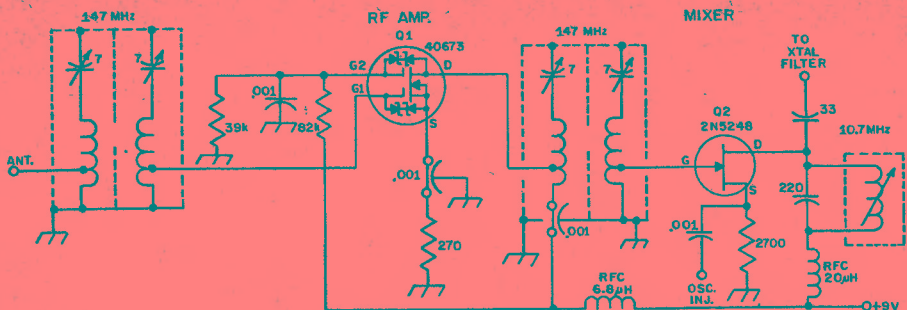 RF AMP.
MIXER
147 MHz
Q1
40673
147 MHz
TO
XTAL
FILTER
7
7
G2
D
7
7
.001
G1
33
Q2
2N5248
10.7MHz
39k
82k
S
D
ANT.
G
220
.001
S
.001
.001
270
2700
RFC
20µH
RFC
6.8µH
OSC.
INJ.
+9V